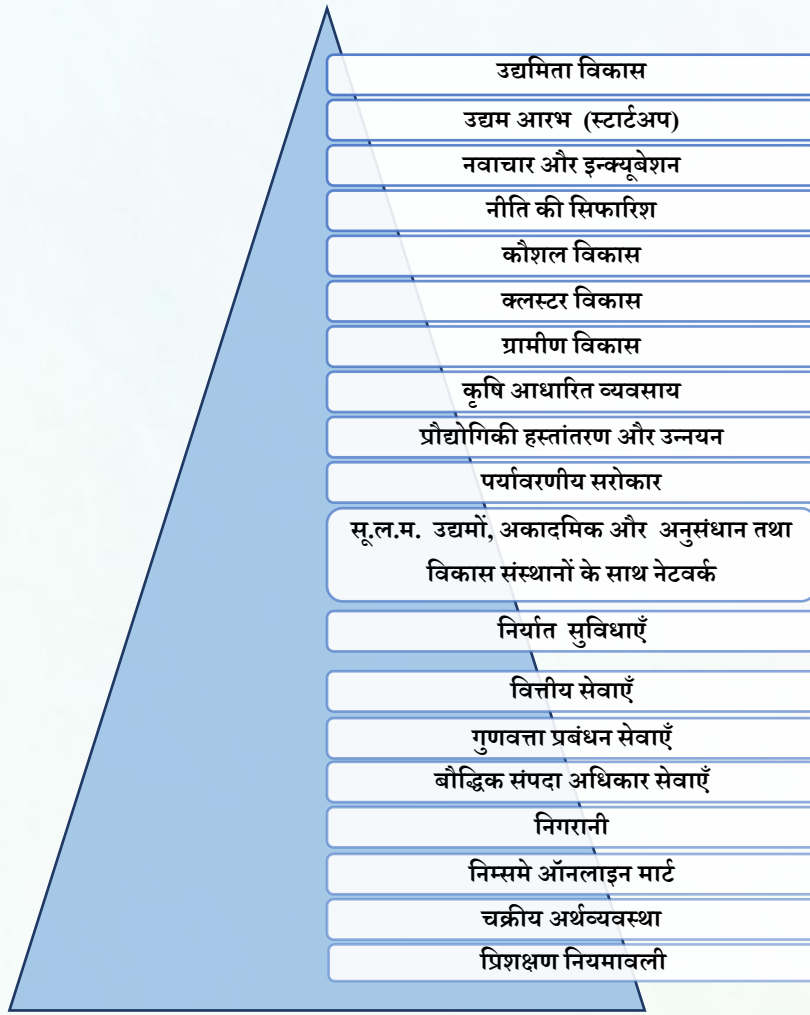 उद्यमिता विकास
उद्यम आरभ (स्टार्टअप)
नवाचार और इन्क्यूबेशन
नीति की सिफारिश
कौशल विकास
क्लस्टर विकास
ग्रामीण विकास
कृषि आधारित व्यवसाय
प्रौद्योगिकी हस्तांतरण और उन्नयन
पर्यावरणीय सरोकार
सू.ल.म. उद्यमों, अकादमिक और अनुसंधान तथा
विकास संस्थानों के साथ नेटवर्क
निर्यात सुविधाएँ
वित्तीय सेवाएँ
गुणवत्ता प्रबंधन सेवाएँ
बौद्धिक संपदा अधिकार सेवाएँ
निगरानी
निम्समे ऑनलाइन मार्ट
चक्रीय अर्थव्यवस्था
प्रिशक्षण नियमावली